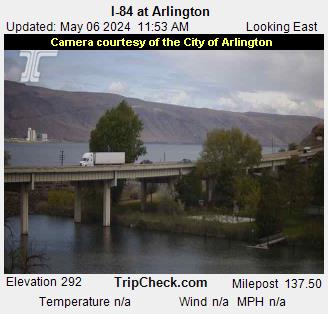 I-84 at Arlington
Updated: May 06 2024 11:53 AM Looking East
Camera courtesy of the City of Arlington
Elevation 292 TripCheck.com Milepost 137.50
Temperature n/a Wind n/a MPH n/a